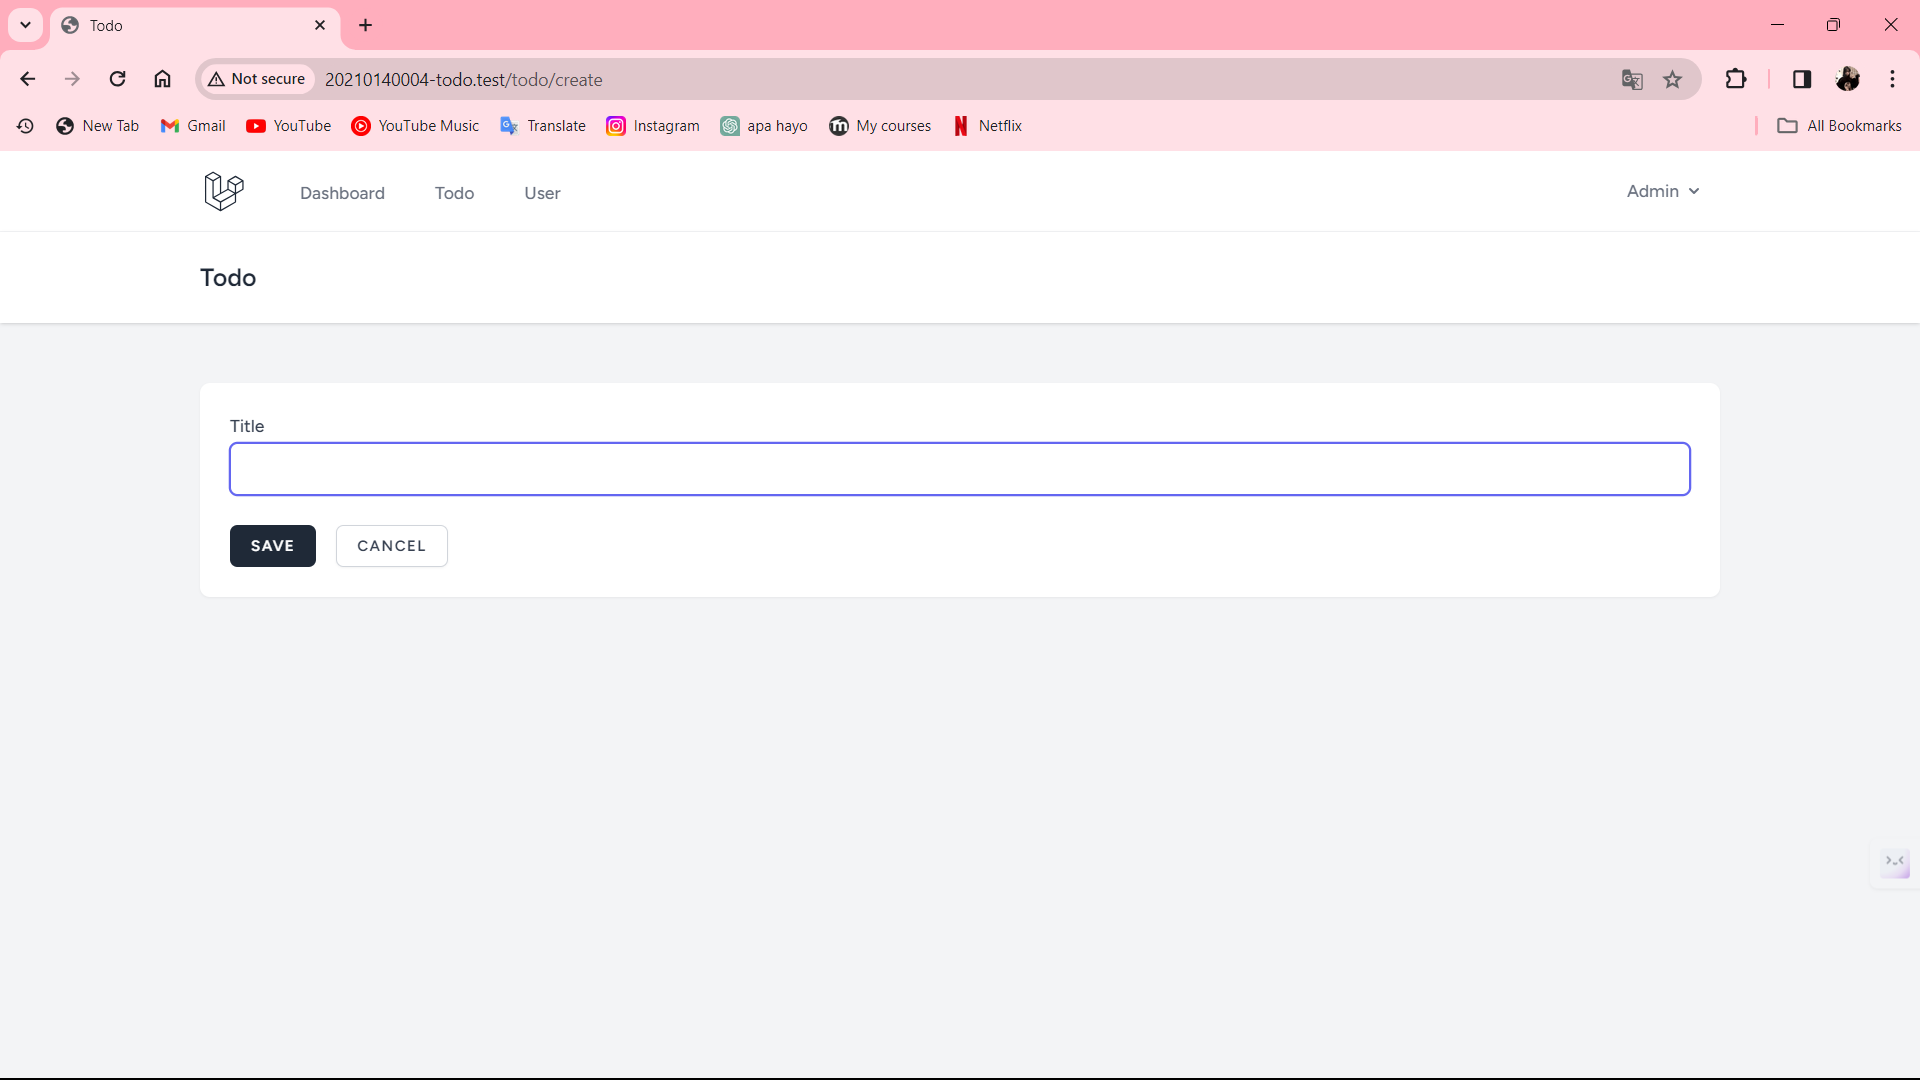 Todo
Not secure 20210140004-todo.test/todo/create
New Tab Gmail YouTube YouTube Music Translate Instagram apa hayo My courses Netflix All Bookmarks
Dashboard Todo User Admin
Todo
Title
SAVE CANCEL